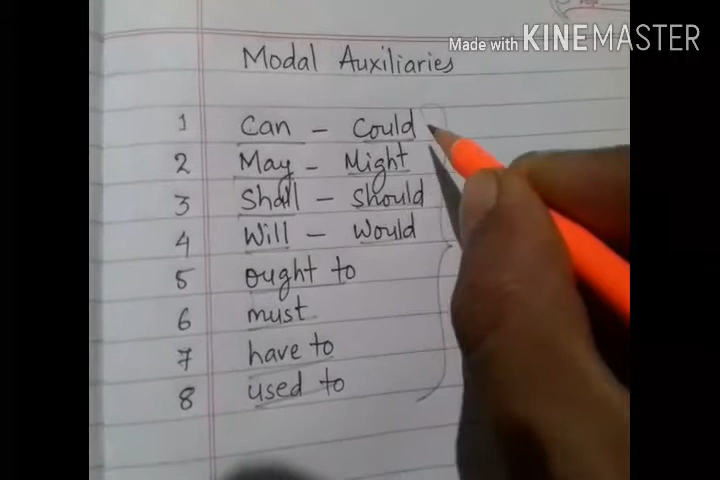 Made with KINEMASTER
Modal Auxiliaries
1 Can - Could
2 May - Might
3 Shall - Should
4 Will - Would
5 ought to
6 must
7 have to
8 used to